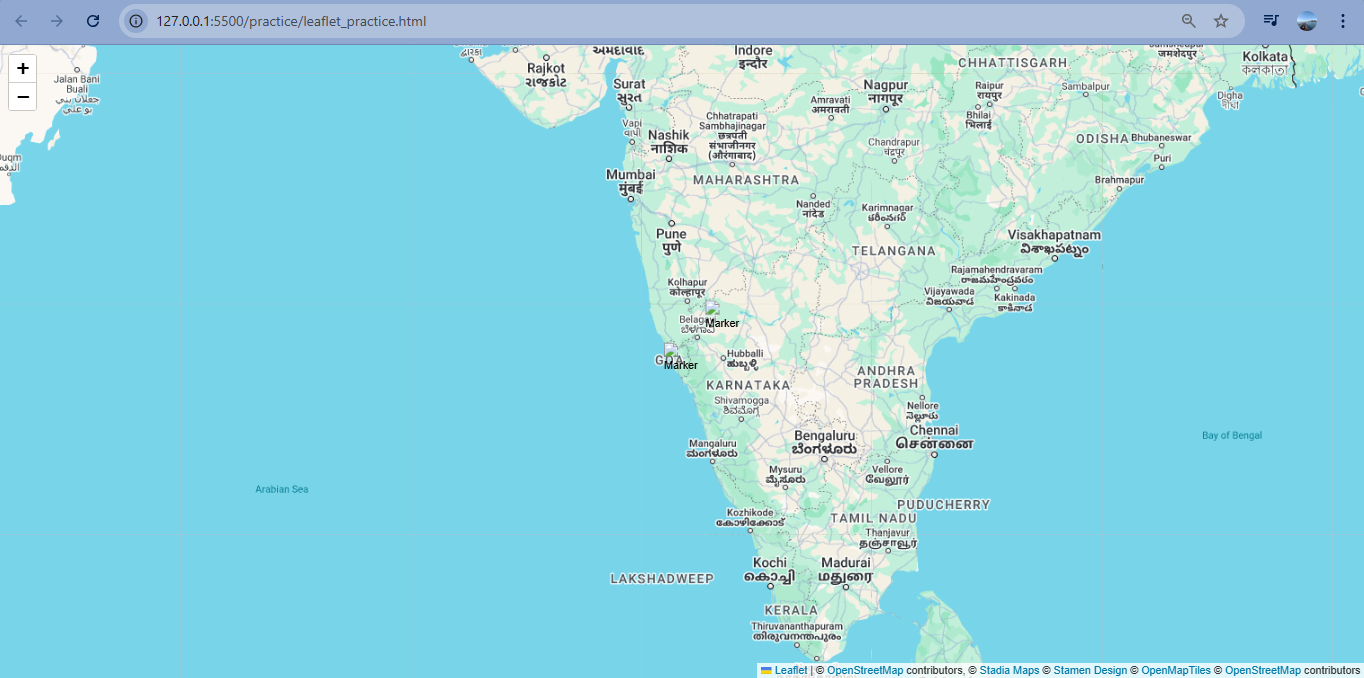 127.0.0.1:5500/practice/leaflet_practice.html
+
−
Jalan Bani
Buali
جعلان بني
بو علي
Duqm
الدقم
Rajkot
રાજકોટ
અમદાવાદ
Surat
સુરત
Vapi
વાપી
Nashik
नाशिक
Mumbai
मुंबई
Indore
इन्दौर
Chhatrapati
Sambhajinagar
छत्रपती
संभाजीनगर
(औरंगाबाद)
MAHARASHTRA
Amravati
अमरावती
Nagpur
नागपूर
Chandrapur
चंद्रपूर
CHHATTISGARH
Raipur
रायपुर
Bhilai
भिलाई
Sambalpur
जमशेदपुर
Kolkata
কলকাতা
Digha
দীঘা
ODISHA
Bhubaneswar
Puri
Brahmapur
Nanded
नांदेड
Karimnagar
కరీంనగర్
Pune
पुणे
TELANGANA
Visakhapatnam
విశాఖపట్నం
Rajamahendravaram
రాజమహేంద్రవరం
Vijayawada
విజయవాడ
Kakinada
కాకినాడ
Kolhapur
कोल्हापूर
Marker
ಬೆಳಗಾವಿ
GOA
Marker
Hubballi
ಹುಬ್ಬಳ್ಳಿ
KARNATAKA
Shivamogga
ಶಿವಮೊಗ್ಗ
ANDHRA
PRADESH
Nellore
నెల్లూరు
Chennai
சென்னை
Bengaluru
ಬೆಂಗಳೂರು
Mangaluru
ಮಂಗಳೂರು
Mysuru
ಮೈಸೂರು
Vellore
வேலூர்
Bay of Bengal
Arabian Sea
PUDUCHERRY
Kozhikode
കോഴിക്കോട്
TAMIL NADU
Thanjavur
தஞ்சாவூர்
Kochi
കൊച്ചി
Madurai
மதுரை
LAKSHADWEEP
KERALA
Thiruvananthapuram
തിരുവനന്തപുരം
Leaflet | © OpenStreetMap contributors, © Stadia Maps © Stamen Design © OpenMapTiles © OpenStreetMap contributors